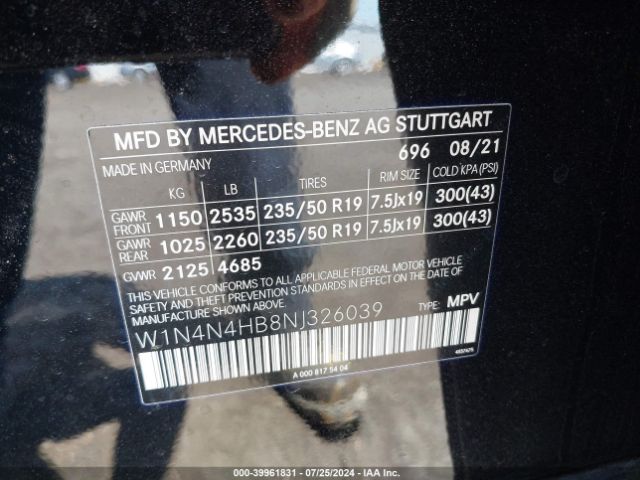 MFD BY MERCEDES-BENZ AG STUTTGART
MADE IN GERMANY 696 08/21
KG LB TIRES RIM SIZE COLD KPA(PSI)
GAWR FRONT 1150 2535 235/50 R19 7.5Jx19 300(43)
GAWR REAR 1025 2260 235/50 R19 7.5Jx19 300(43)
GVWR 2125 4685
THIS VEHICLE CONFORMS TO ALL APPLICABLE FEDERAL MOTOR VEHICLE
SAFETY AND THEFT PREVENTION STANDARDS IN EFFECT ON THE DATE OF
MANUFACTURE SHOWN ABOVE.
W1N4N4HB8NJ326039 TYPE: MPV
A 000 817 54 04
000-39961831 - 07/25/2024 - IAA Inc.